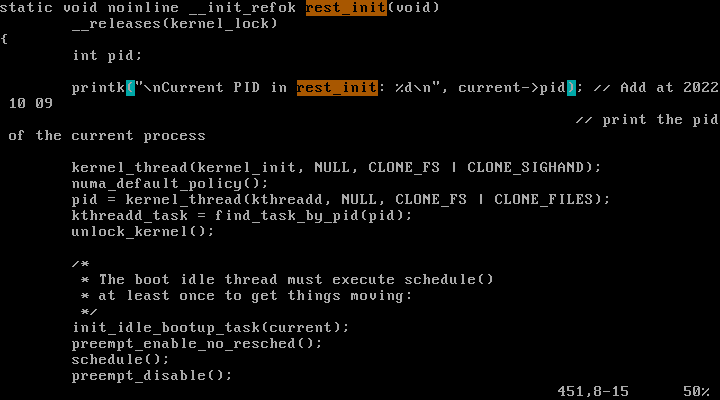 static void noinline __init_refok rest_init(void)
        __releases(kernel_lock)
{
        int pid;

        printk("\nCurrent PID in rest_init: %d\n", current->pid); // Add at 2022
 10 09
                                                                // print the pid
 of the current process

        kernel_thread(kernel_init, NULL, CLONE_FS | CLONE_SIGHAND);
        numa_default_policy();
        pid = kernel_thread(kthreadd, NULL, CLONE_FS | CLONE_FILES);
        kthreadd_task = find_task_by_pid(pid);
        unlock_kernel();

        /*
         * The boot idle thread must execute schedule()
         * at least once to get things moving:
         */
        init_idle_bootup_task(current);
        preempt_enable_no_resched();
        schedule();
        preempt_disable();
                                                              451,8-15      50%